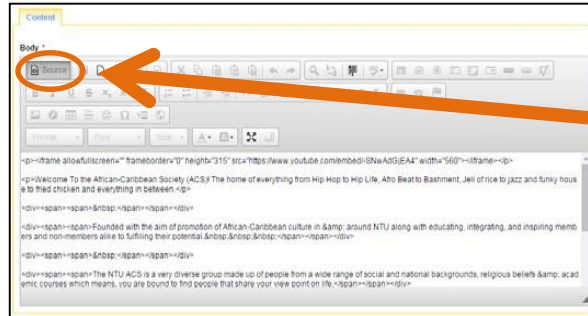 Content
Body *
Source
B I U S
Format Font Size A
<p><iframe allowfullscreen="" frameborder="0" height="315" src="https://www.youtube.com/embed/-SNwAdGjEA4" width="560"></iframe></p>
<p>Welcome To the African-Caribbean Society (ACS)! The home of everything from Hip Hop to Hip Life, Afro Beat to Bashment, Jell of rice to jazz and funky hous
e to fried chicken and everything in between.</p>
<div><span><span>&nbsp;</span></span></div>
<div><span><span>Founded with the aim of promotion of African-Caribbean culture in &amp; around NTU along with educating, integrating, and inspiring memb
ers and non-members alike to fulfilling their potential.&nbsp;&nbsp;&nbsp;</span></span></div>
<div><span><span>&nbsp;</span></span></div>
<div><span><span>The NTU ACS is a very diverse group made up of people from a wide range of social and national backgrounds, religious beliefs &amp; acad
emic courses which means, you are bound to find people that share your view point on life.</span></span></div>